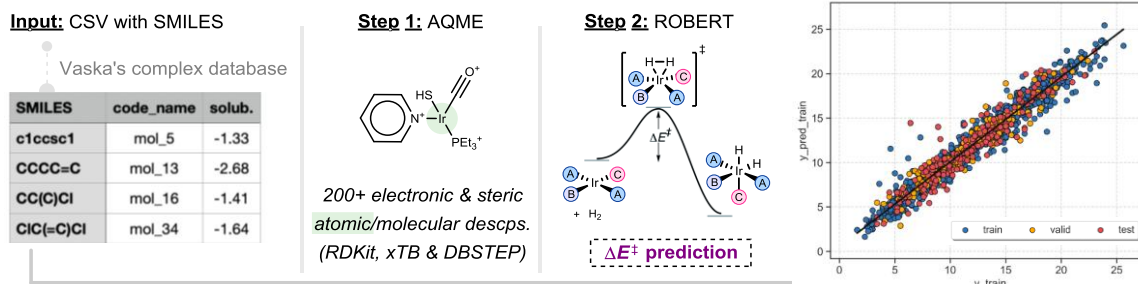 Input: CSV with SMILES
Vaska's complex database
SMILES code_name solub.
c1ccsc1 mol_5 -1.33
CCCC=C mol_13 -2.68
CC(C)Cl mol_16 -1.41
ClC(=C)Cl mol_34 -1.64
Step 1: AQME
O+
HS
N+ Ir
PEt3+
200+ electronic & steric
atomic/molecular descps.
(RDKit, xTB & DBSTEP)
Step 2: ROBERT
‡
H H
A Ir C
B A
ΔE‡
A C
Ir
B A
+ H2
H
A H
Ir
B A
C
ΔE‡ prediction
y_pred_train
25
20
15
10
5
0
train valid test
0 5 10 15 20 25
y_train